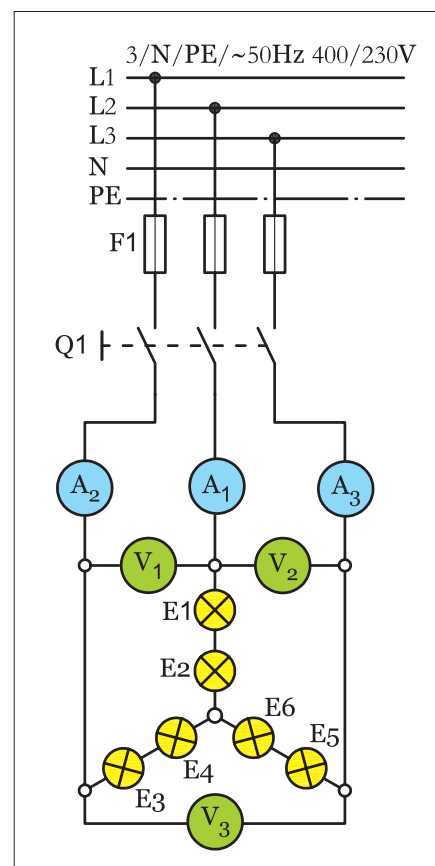 3/N/PE/~50Hz 400/230V
L1
L2
L3
N
PE
F1
Q1
A2 A1 A3
V1 V2
E1
E2
E6
E5
E4
E3
V3